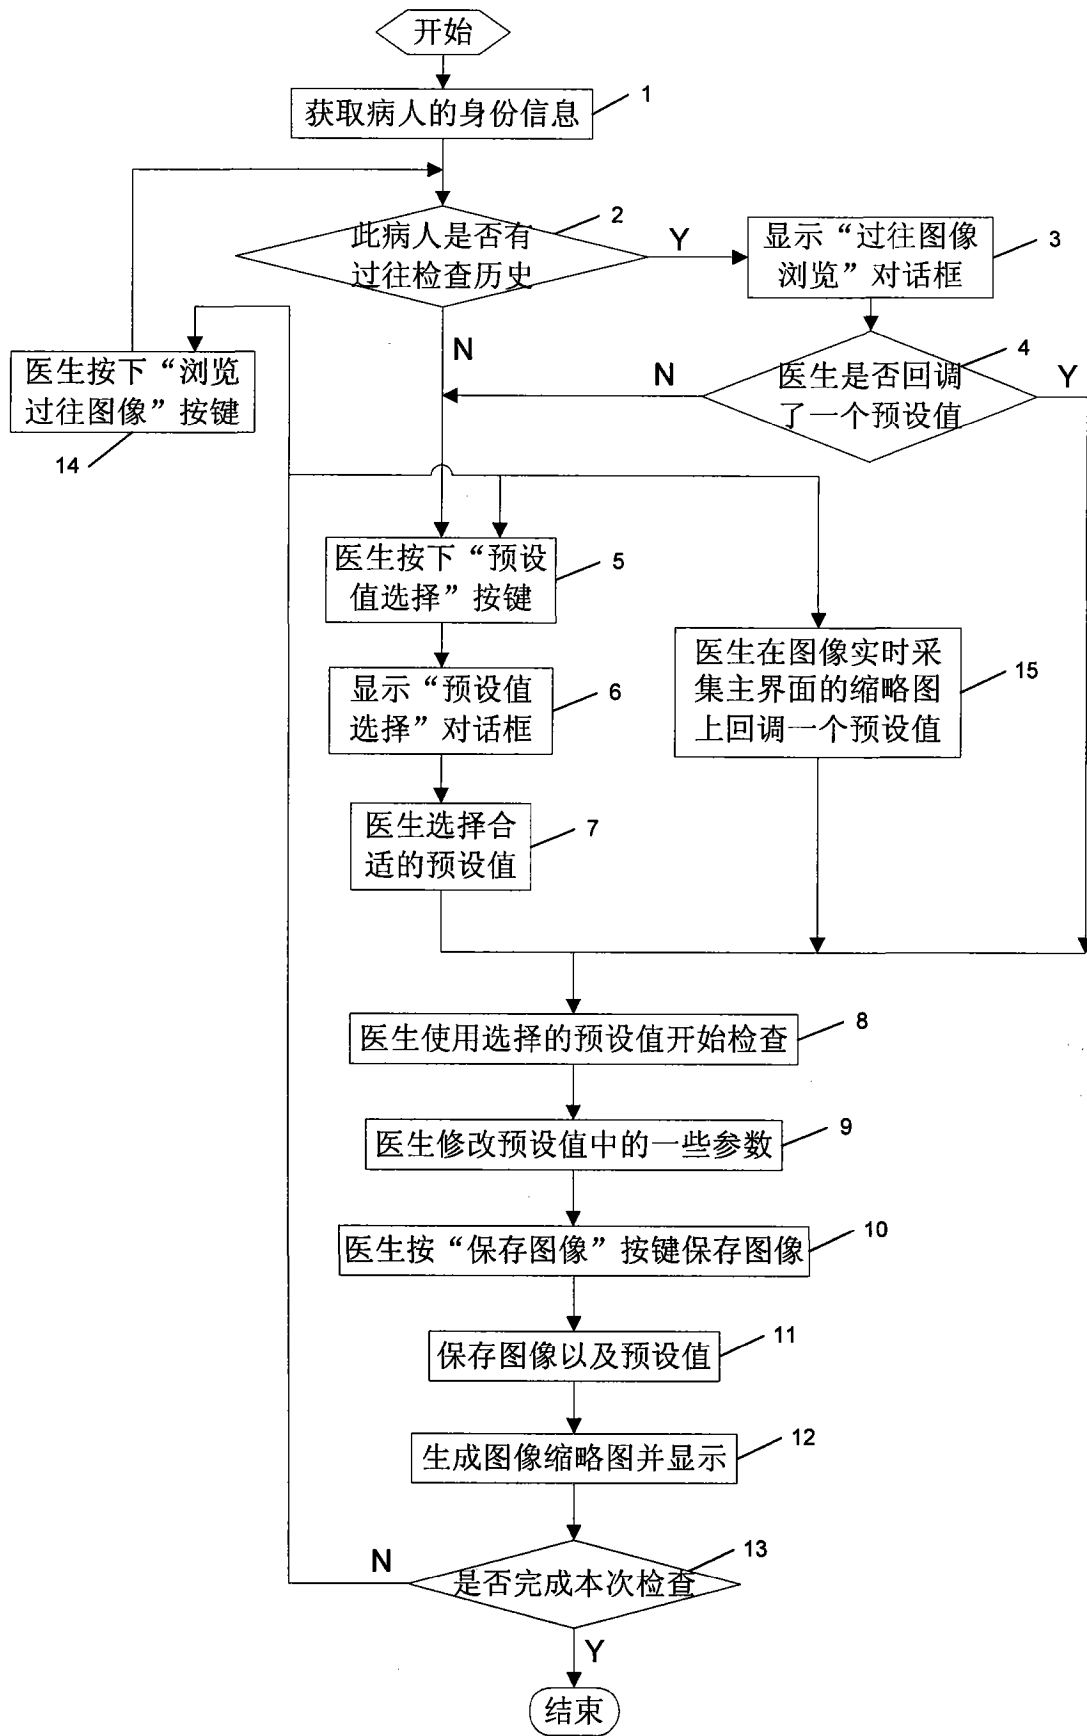 开始
获取病人的身份信息
1
此病人是否有
过往检查历史
2
Y
显示“过往图像
浏览”对话框
3
N
医生按下“浏览
过往图像”按键
14
医生是否回调
了一个预设值
4
N
Y
医生按下“预设
值选择”按键
5
显示“预设值
选择”对话框
6
医生在图像实时采
集主界面的缩略图
上回调一个预设值
15
医生选择合
适的预设值
7
医生使用选择的预设值开始检查
8
医生修改预设值中的一些参数
9
医生按“保存图像”按键保存图像
10
保存图像以及预设值
11
生成图像缩略图并显示
12
是否完成本次检查
13
N
Y
结束